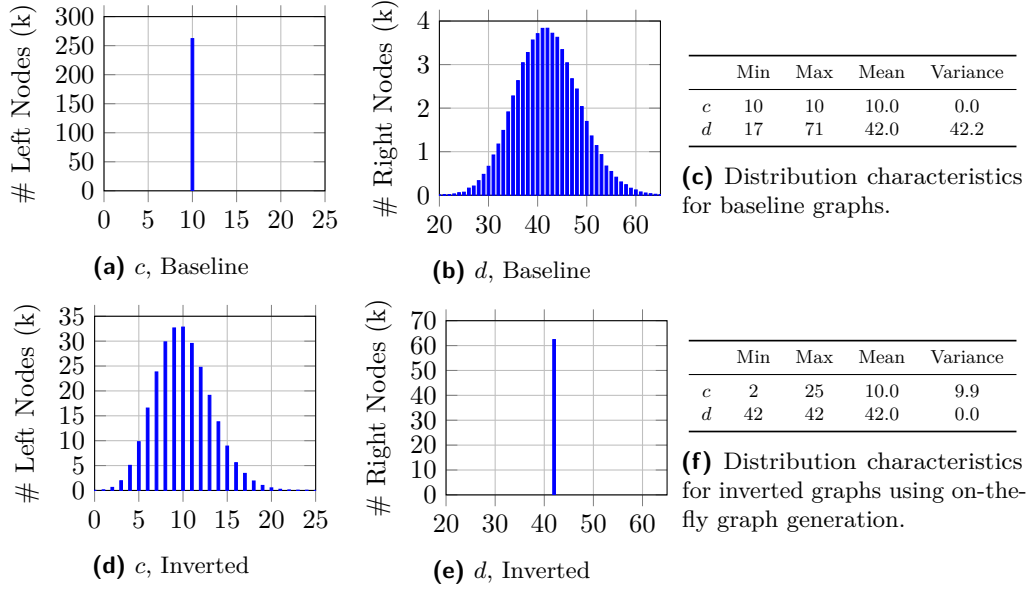 # Left Nodes (k)
300
250
200
150
100
50
0
0 5 10 15 20 25
(a) c, Baseline
# Right Nodes (k)
4
3
2
1
0
20 30 40 50 60
(b) d, Baseline
Min Max Mean Variance
c 10 10 10.0 0.0
d 17 71 42.0 42.2
(c) Distribution characteristics
for baseline graphs.
# Left Nodes (k)
35
30
25
20
15
10
5
0
0 5 10 15 20 25
(d) c, Inverted
# Right Nodes (k)
70
60
50
40
30
20
10
0
20 30 40 50 60
(e) d, Inverted
Min Max Mean Variance
c 2 25 10.0 9.9
d 42 42 42.0 0.0
(f) Distribution characteristics
for inverted graphs using on-the-
fly graph generation.